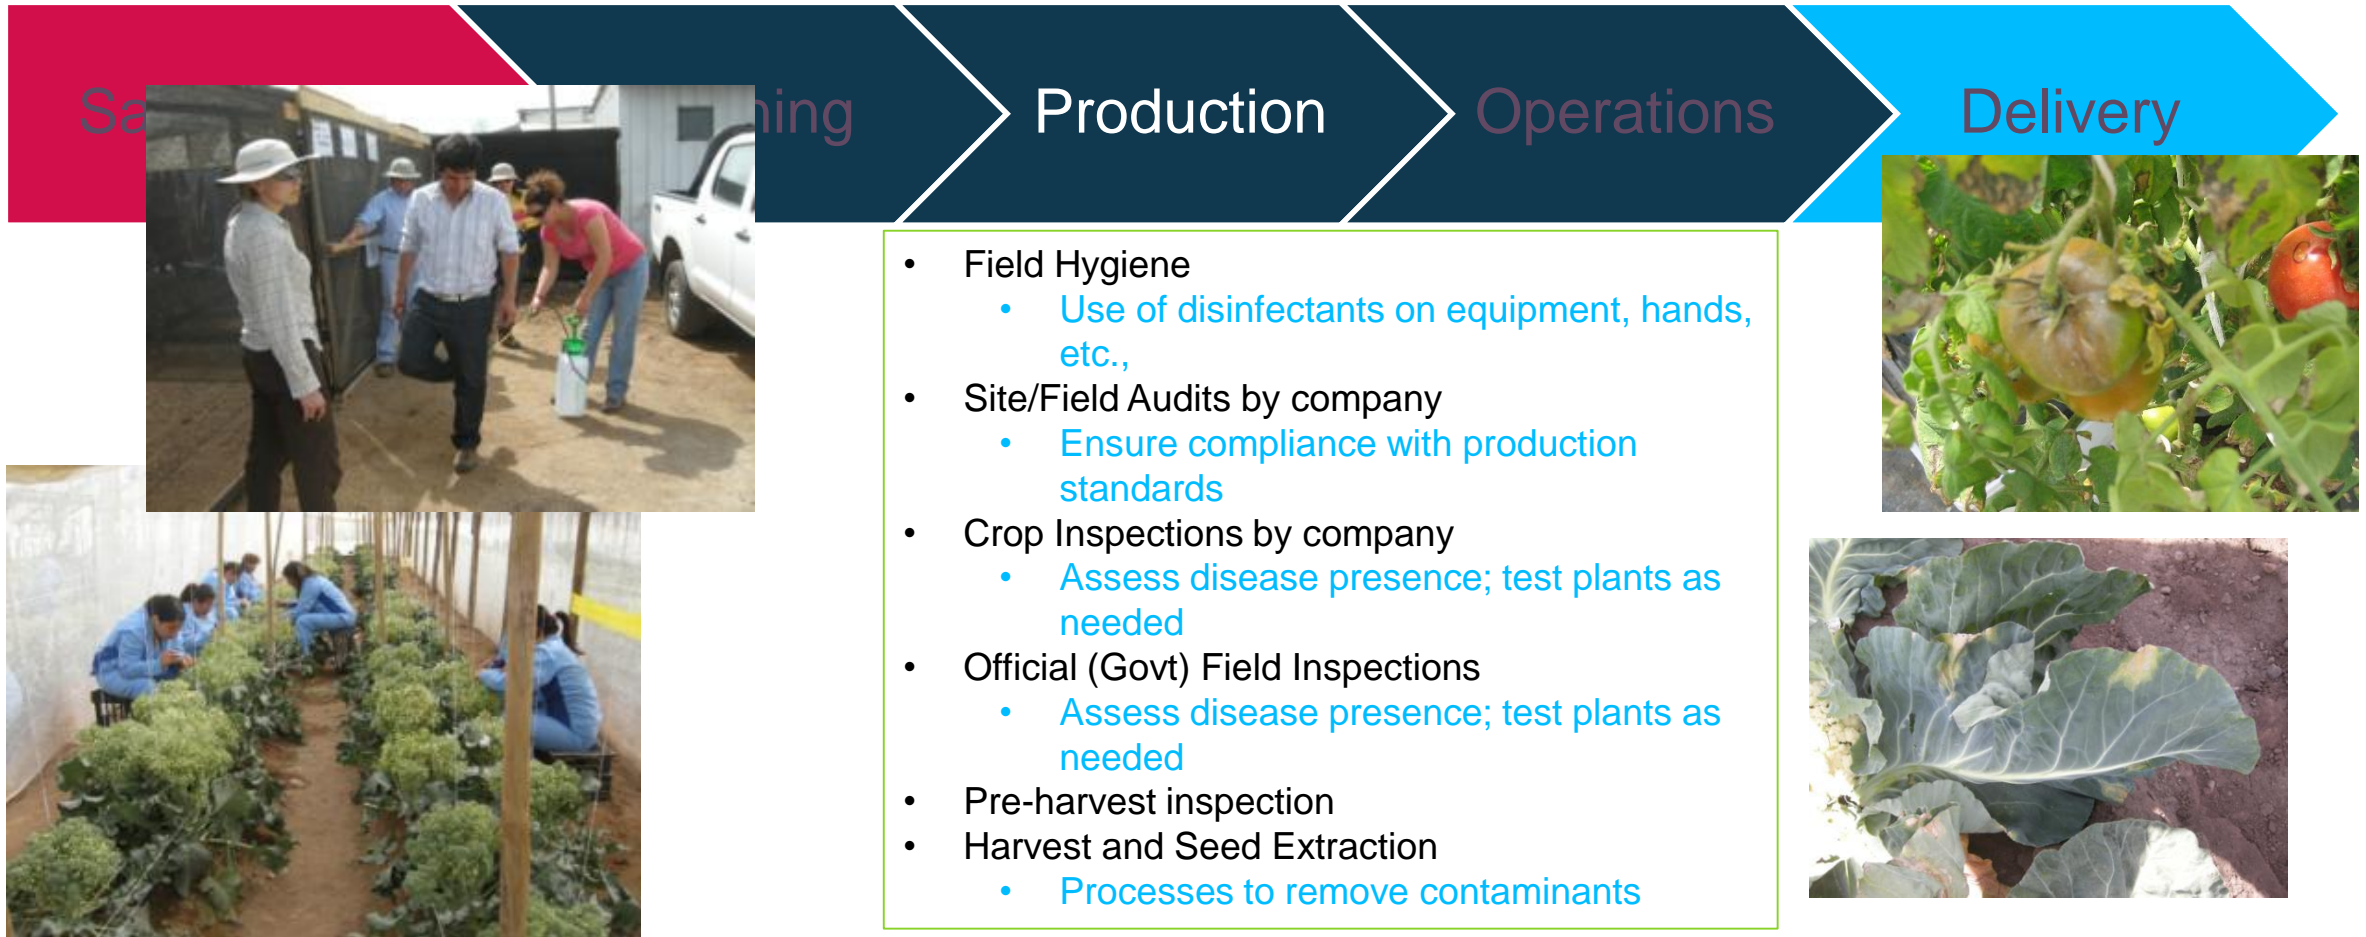 Production
Operations
Delivery
• Field Hygiene
• Use of disinfectants on equipment, hands,
etc.,
• Site/Field Audits by company
• Ensure compliance with production
standards
• Crop Inspections by company
• Assess disease presence; test plants as
needed
• Official (Govt) Field Inspections
• Assess disease presence; test plants as
needed
• Pre-harvest inspection
• Harvest and Seed Extraction
• Processes to remove contaminants